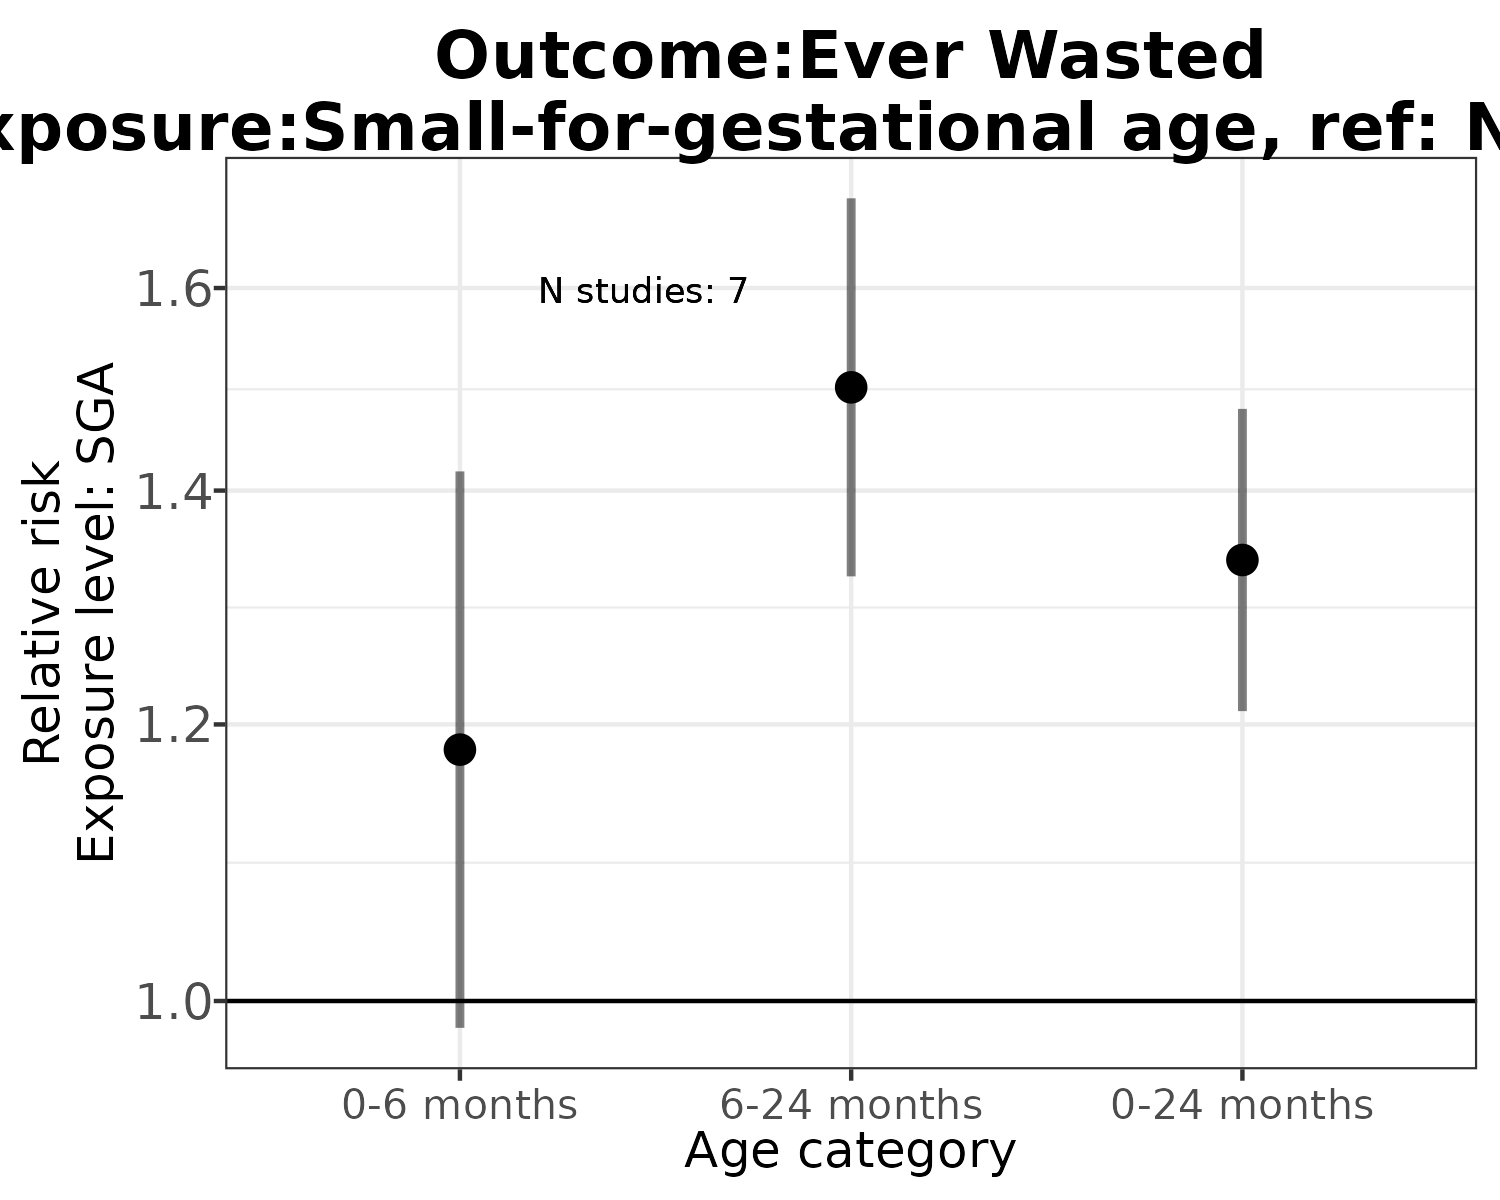 Outcome:Ever Wasted
xposure:Small-for-gestational age, ref: N
N studies: 7
1.6
1.4
1.2
1.0
Relative risk
Exposure level: SGA
0-6 months
6-24 months
0-24 months
Age category